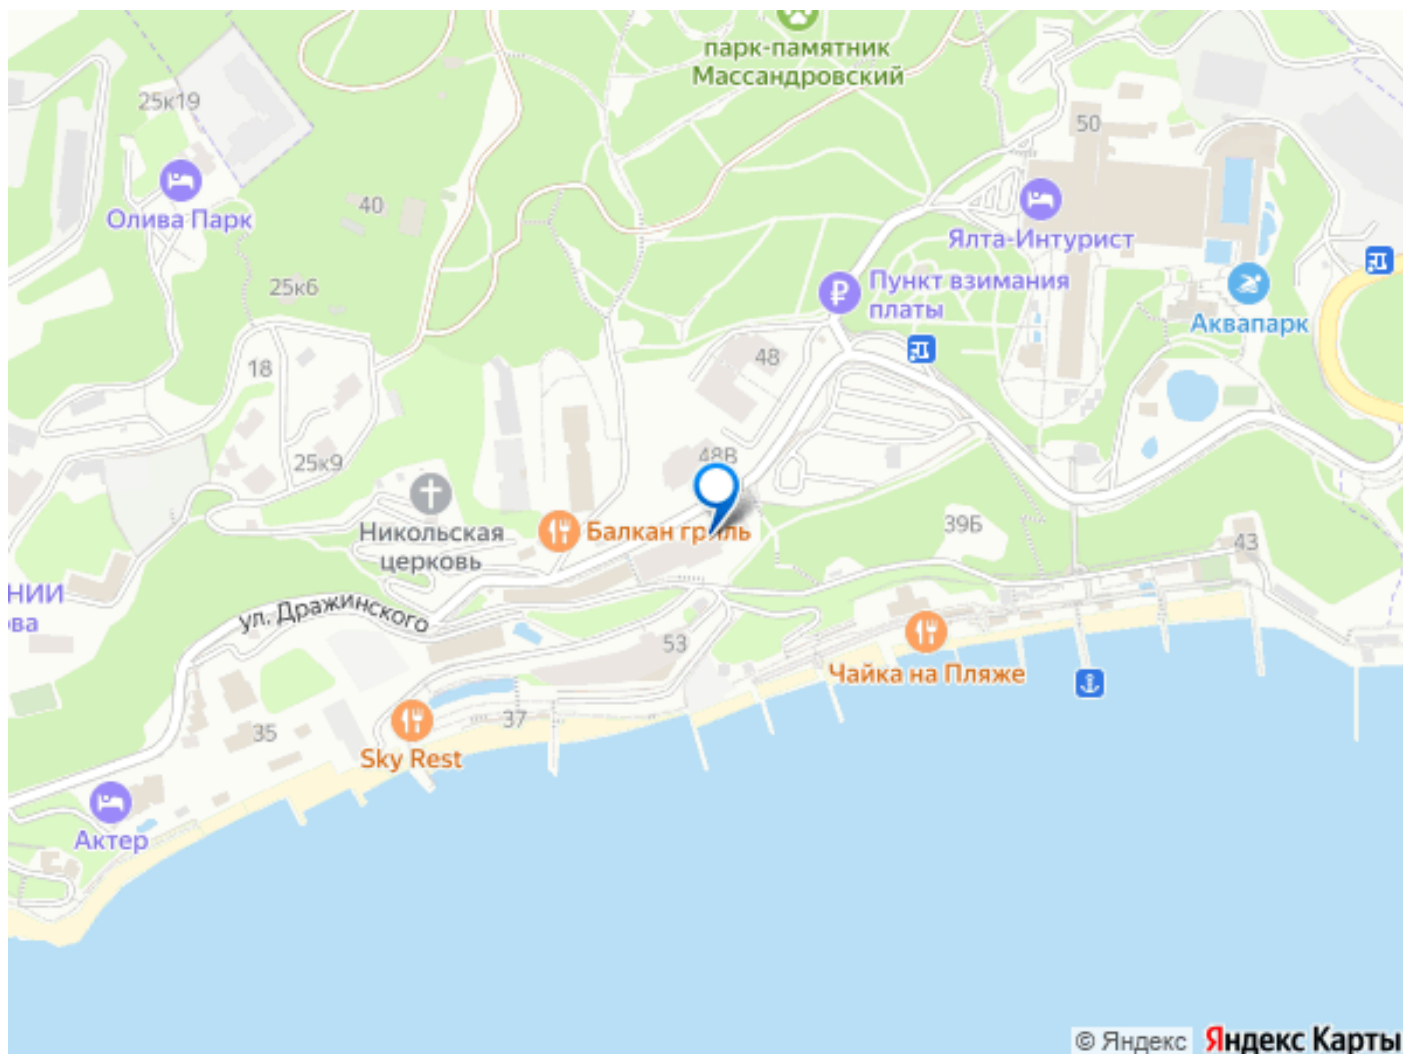 парк-памятник
Массандровский
25к19
50
Олива Парк
40
Ялта-Интурист
25к6
Пункт взимания
платы
Аквапарк
48
18
48В
25к9
Никольская
церковь
Балкан гриль
39Б
43
НИИ
ва
ул. Дражинского
53
Чайка на Пляже
37
35
Sky Rest
Актер
© Яндекс Яндекс Карты